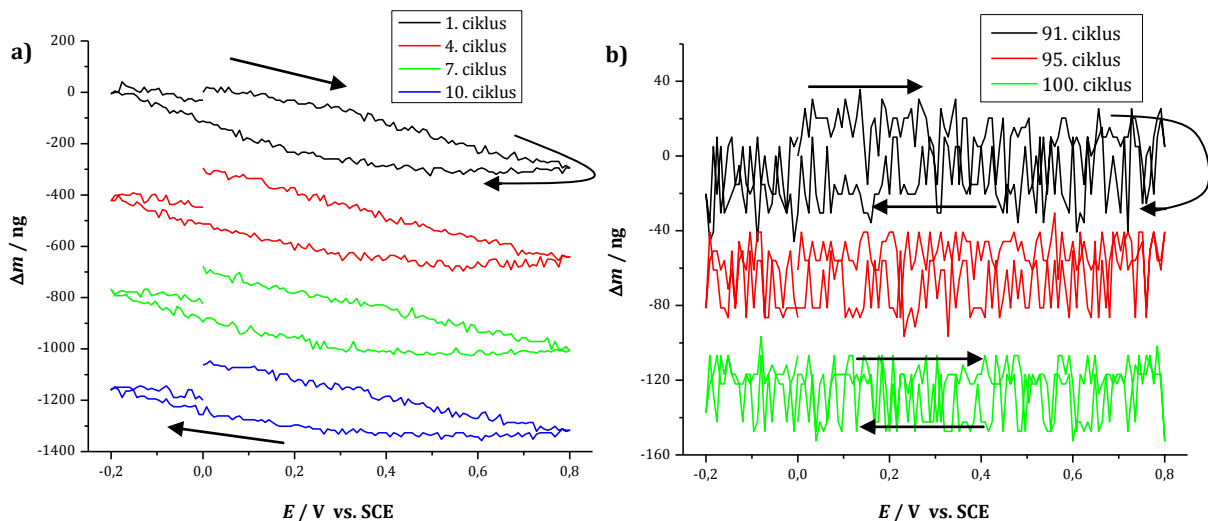 a)
1. ciklus
4. ciklus
7. ciklus
10. ciklus
Δm / ng
200
0
-200
-400
-600
-800
-1000
-1200
-1400
-0,2
0,0
0,2
0,4
0,6
0,8
E / V vs. SCE
b)
91. ciklus
95. ciklus
100. ciklus
Δm / ng
40
0
-40
-80
-120
-160
-0,2
0,0
0,2
0,4
0,6
0,8
E / V vs. SCE